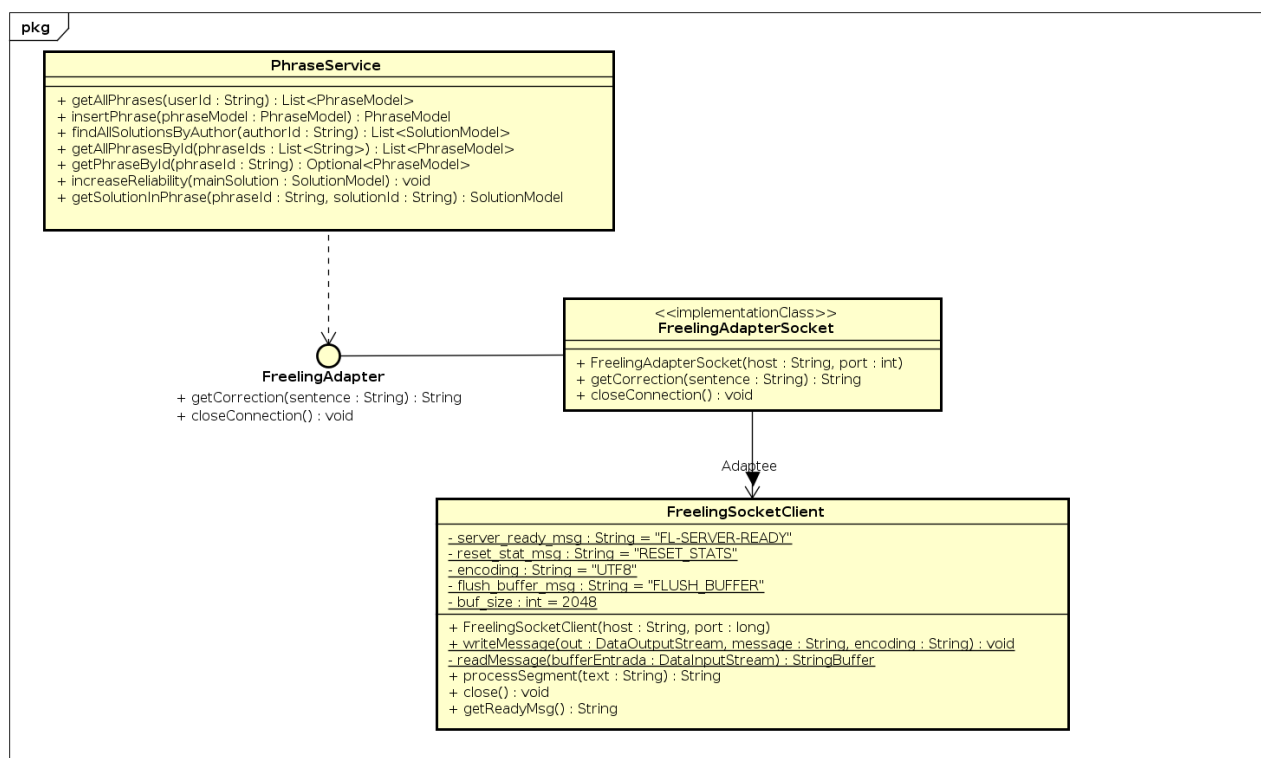 pkg
PhraseService
+ getAllPhrases(userId : String) : List<PhraseModel>
+ insertPhrase(phraseModel : PhraseModel) : PhraseModel
+ findAllSolutionsByAuthor(authorId : String) : List<SolutionModel>
+ getAllPhrasesById(phraseIds : List<String>) : List<PhraseModel>
+ getPhraseById(phraseId : String) : Optional<PhraseModel>
+ increaseReliability(mainSolution : SolutionModel) : void
+ getSolutionInPhrase(phraseId : String, solutionId : String) : SolutionModel
FreelingAdapter
+ getCorrection(sentence : String) : String
+ closeConnection() : void
<<implementationClass>>
FreelingAdapterSocket
+ FreelingAdapterSocket(host : String, port : int)
+ getCorrection(sentence : String) : String
+ closeConnection() : void
Adaptee
FreelingSocketClient
- server_ready_msg : String = "FL-SERVER-READY"
- reset_stat_msg : String = "RESET_STATS"
- encoding : String = "UTF8"
- flush_buffer_msg : String = "FLUSH_BUFFER"
- buf_size : int = 2048
+ FreelingSocketClient(host : String, port : long)
+ writeMessage(out : DataOutputStream, message : String, encoding : String) : void
- readMessage(bufferEntrada : DataInputStream) : StringBuffer
+ processSegment(text : String) : String
+ close() : void
+ getReadyMsg() : String